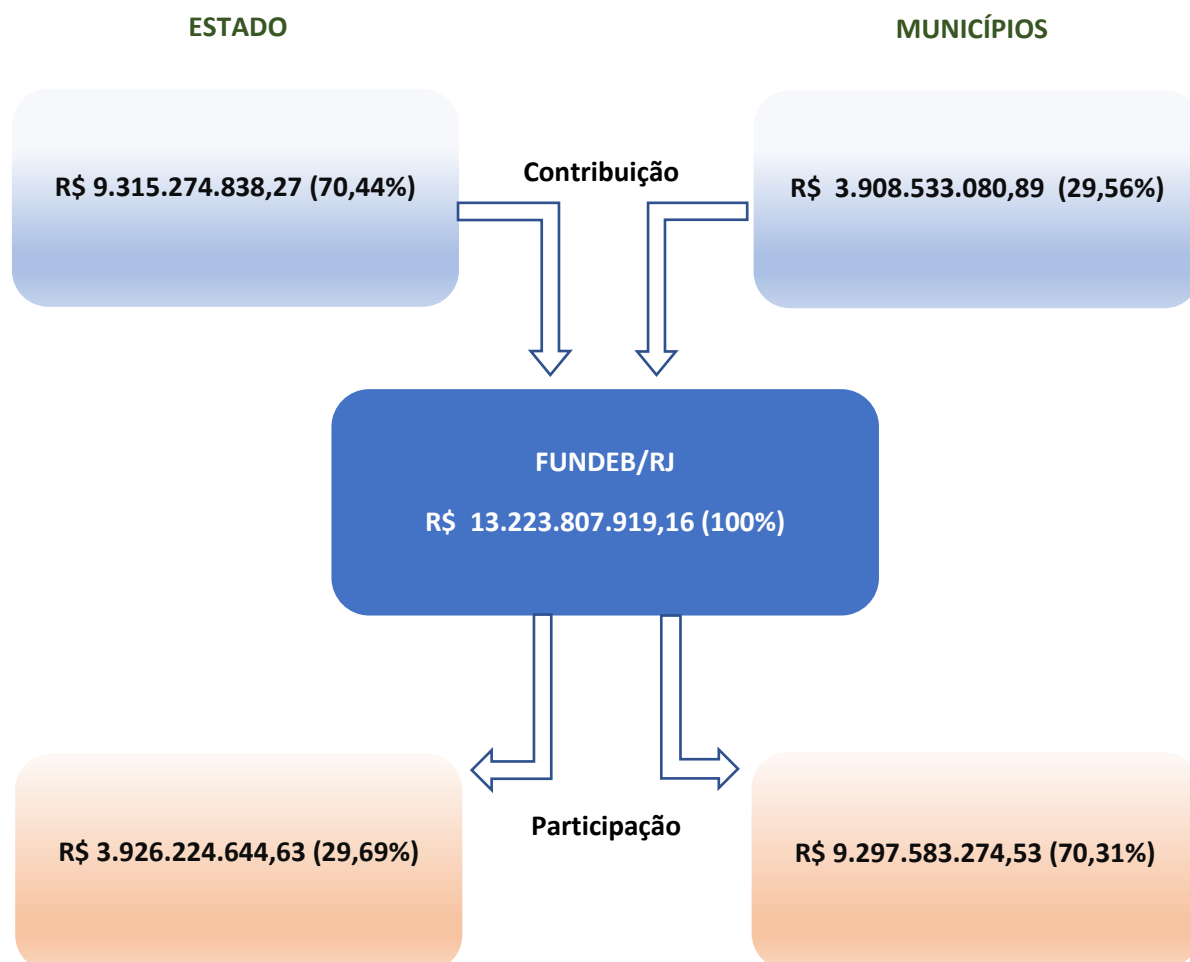 ESTADO
MUNICÍPIOS
R$ 9.315.274.838,27 (70,44%)
Contribuição
R$ 3.908.533.080,89 (29,56%)
FUNDEB/RJ
R$ 13.223.807.919,16 (100%)
Participação
R$ 3.926.224.644,63 (29,69%)
R$ 9.297.583.274,53 (70,31%)